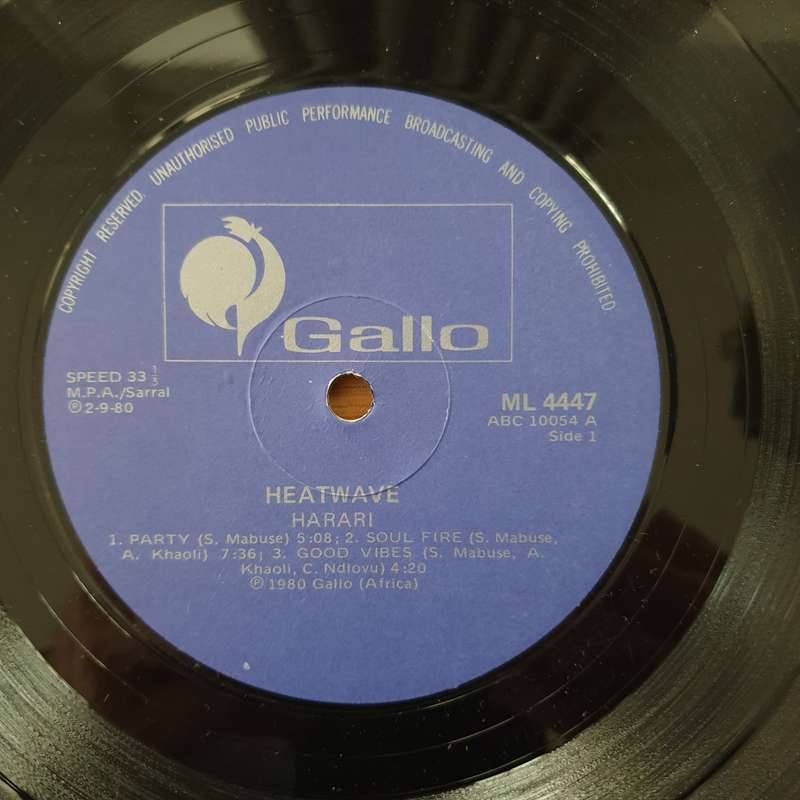 COPYRIGHT RESERVED. UNAUTHORISED PUBLIC PERFORMANCE BROADCASTING AND COPYING PROHIBITED.
Gallo
SPEED 33 1/3
M.P.A./Sarral
℗2-9-80
ML 4447
ABC 10054 A
Side 1
HEATWAVE
HARARI
1. PARTY (S. Mabuse) 5:08; 2. SOUL FIRE (S. Mabuse,
A. Khaoli) 7:36; 3. GOOD VIBES (S. Mabuse, A.
Khaoli, C. Ndlovu) 4:20
℗1980 Gallo (Africa)